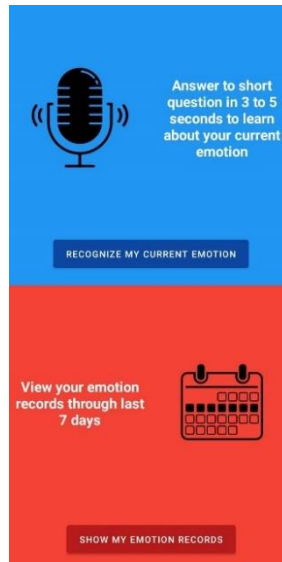 Answer to short
question in 3 to 5
seconds to learn
about your current
emotion
RECOGNIZE MY CURRENT EMOTION
View your emotion
records through last
7 days
SHOW MY EMOTION RECORDS